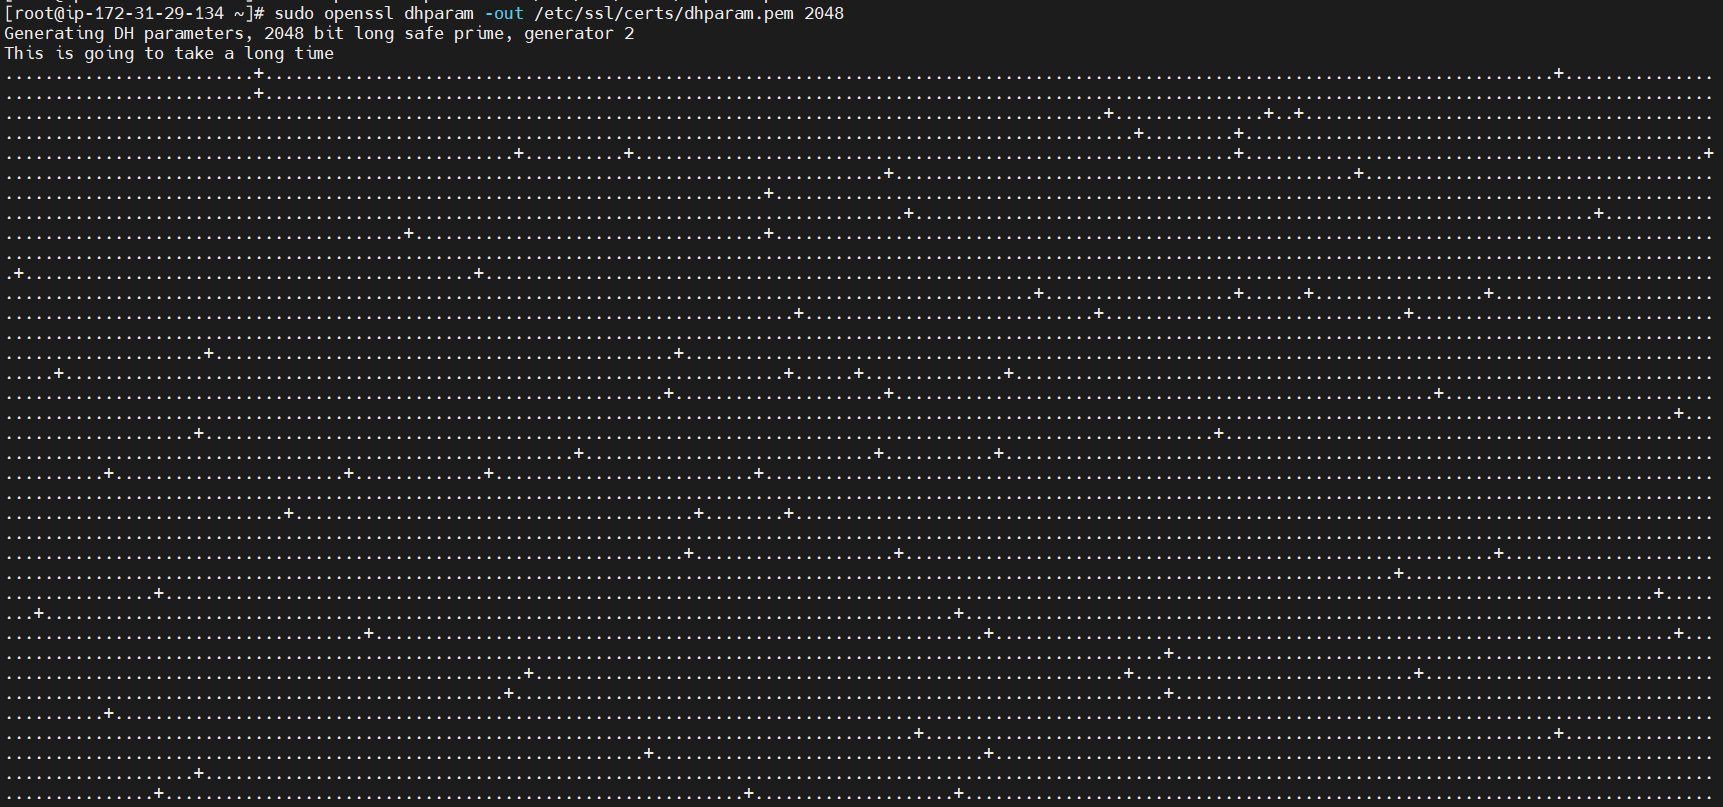 [root@ip-172-31-29-134 ~]# sudo openssl dhparam -out /etc/ssl/certs/dhparam.pem 2048
Generating DH parameters, 2048 bit long safe prime, generator 2
This is going to take a long time